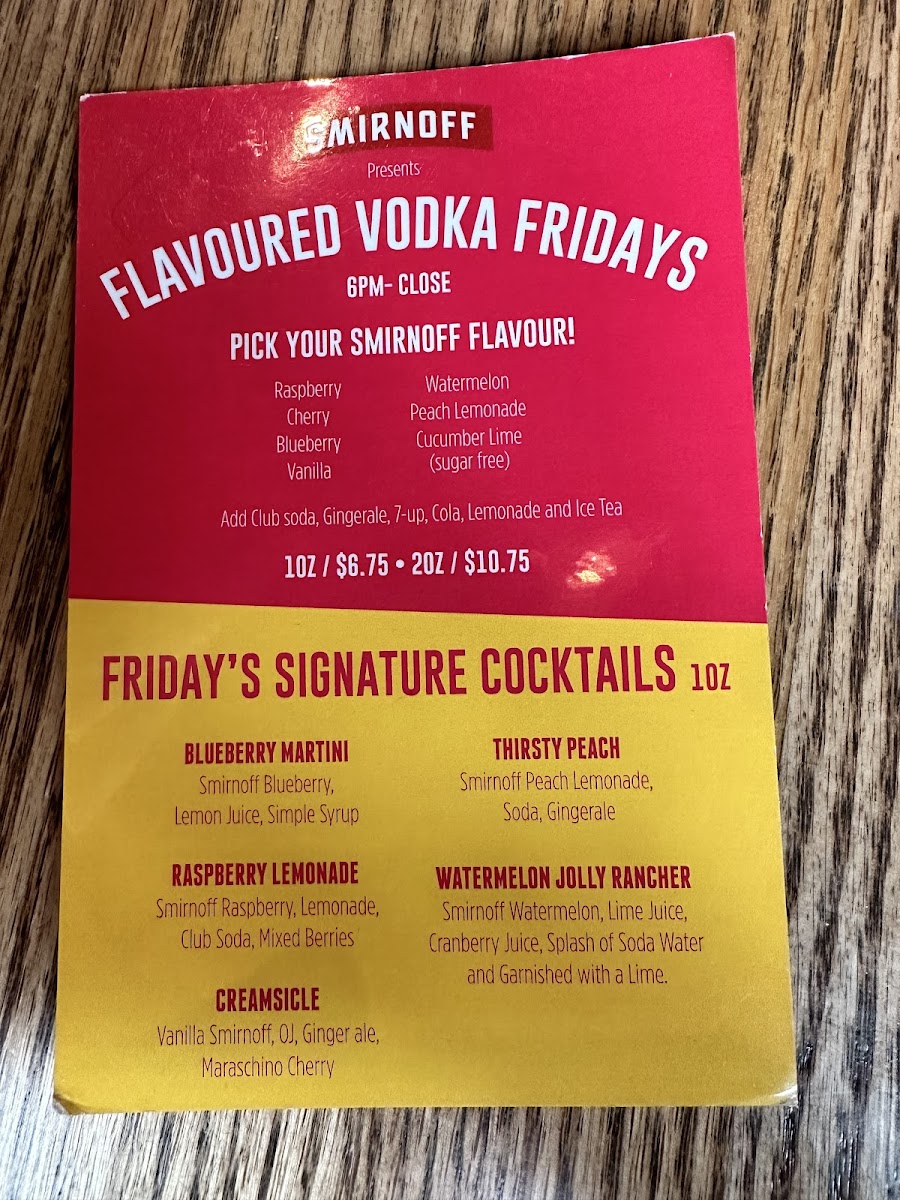 SMIRNOFF
Presents
FLAVOURED VODKA FRIDAYS
6PM- CLOSE
PICK YOUR SMIRNOFF FLAVOUR!
Raspberry
Cherry
Blueberry
Vanilla
Watermelon
Peach Lemonade
Cucumber Lime
(sugar free)
Add Club soda, Gingerale, 7-up, Cola, Lemonade and Ice Tea
1OZ / $6.75 • 2OZ / $10.75
FRIDAY'S SIGNATURE COCKTAILS 1OZ
BLUEBERRY MARTINI
Smirnoff Blueberry,
Lemon Juice, Simple Syrup
RASPBERRY LEMONADE
Smirnoff Raspberry, Lemonade,
Club Soda, Mixed Berries
CREAMSICLE
Vanilla Smirnoff, OJ, Ginger ale,
Maraschino Cherry
THIRSTY PEACH
Smirnoff Peach Lemonade,
Soda, Gingerale
WATERMELON JOLLY RANCHER
Smirnoff Watermelon, Lime Juice,
Cranberry Juice, Splash of Soda Water
and Garnished with a Lime.